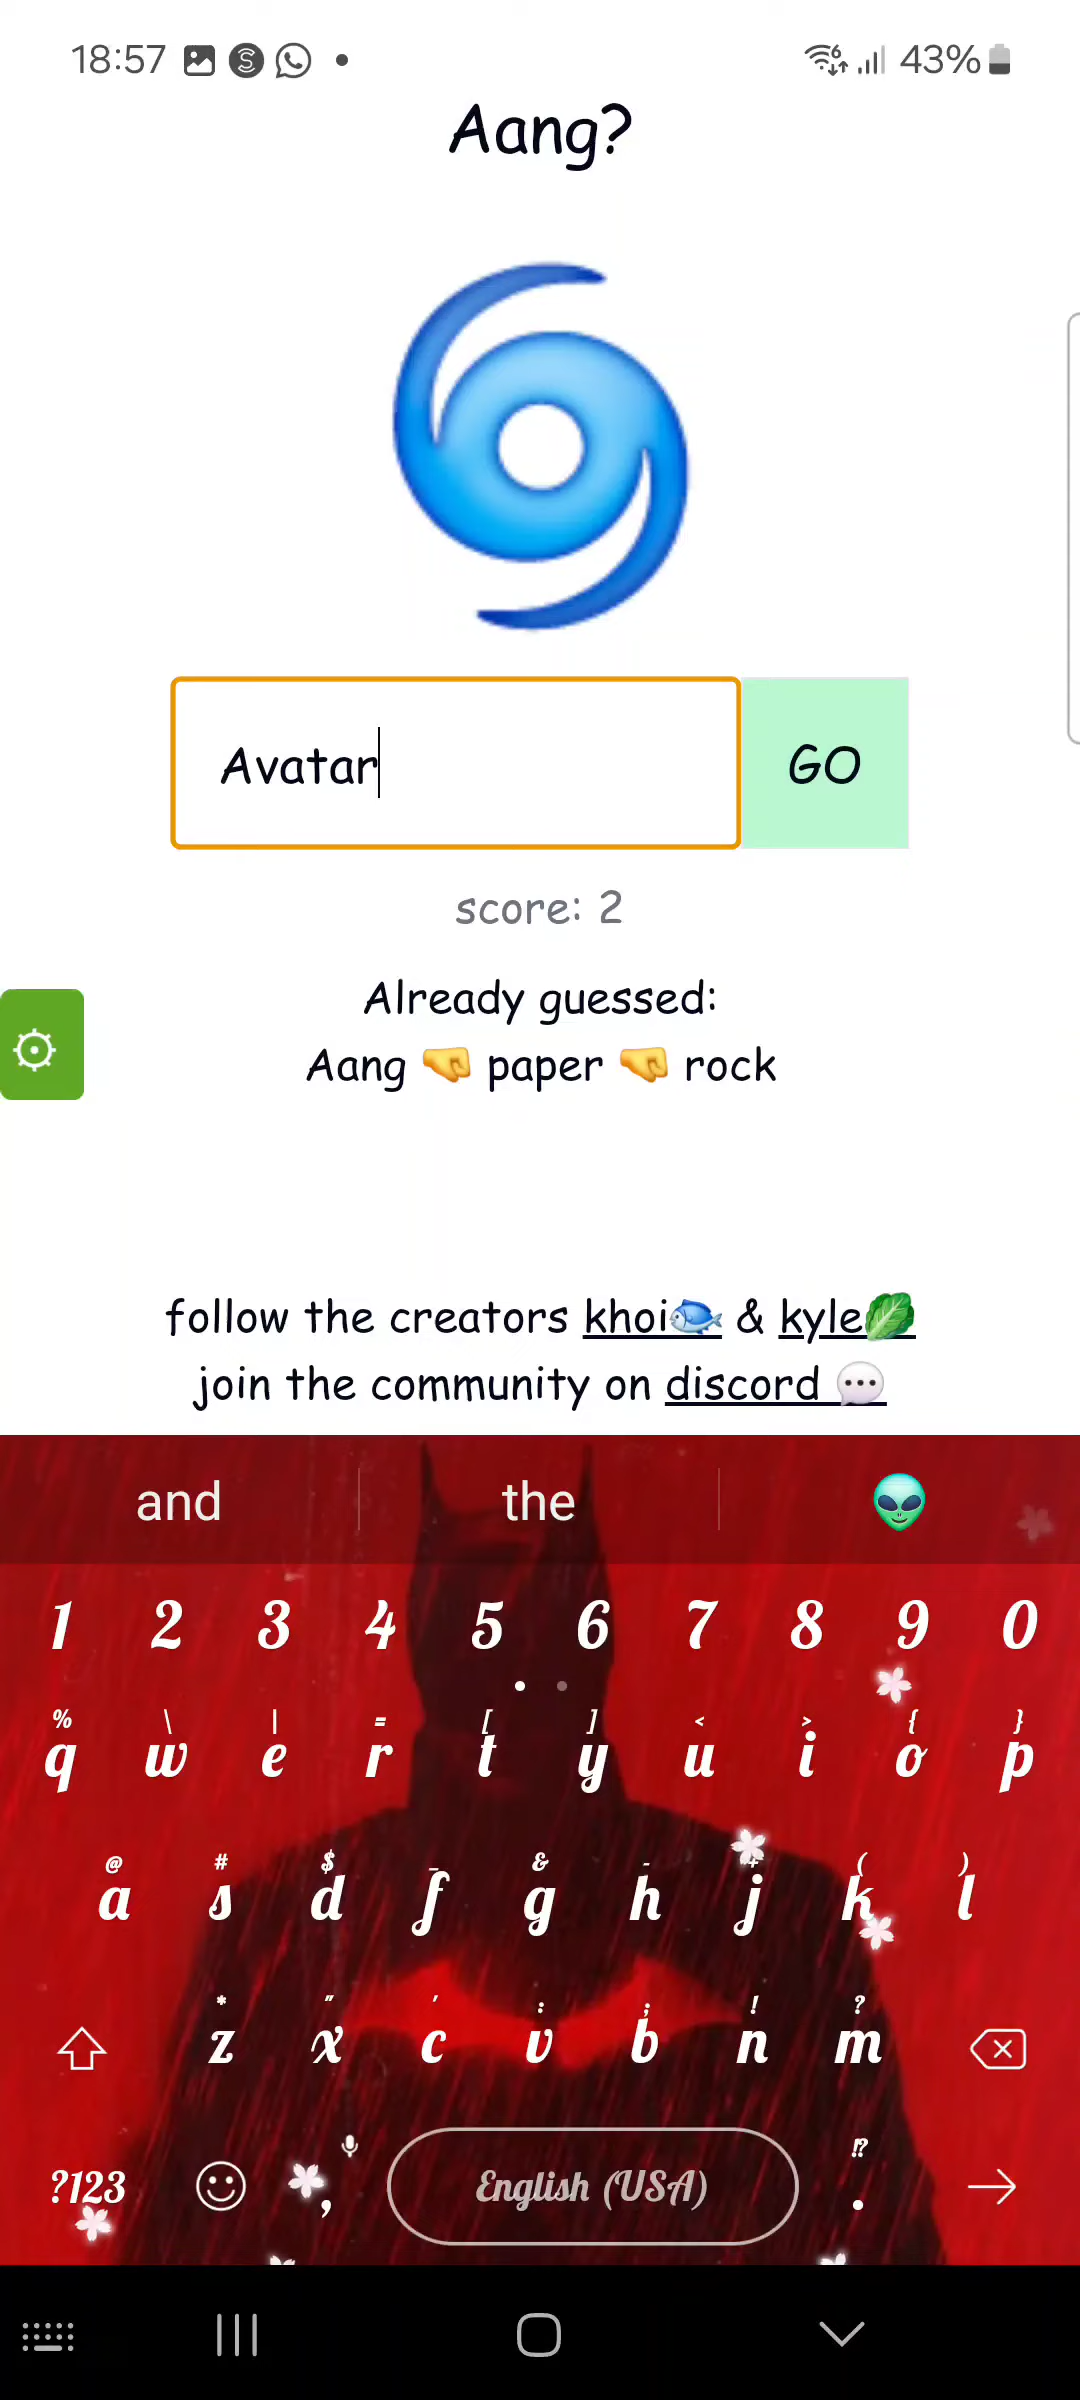 18:57 43%
Aang?
Avatar GO
score: 2
Already guessed:
Aang 🤜 paper 🤜 rock
follow the creators khoi🐟 & kyle🥬
join the community on discord 💬
and the 👽
1 2 3 4 5 6 7 8 9 0
% \ | = [ ] < > { }
q w e r t y u i o p
@ # $ _ & - + ( )
a s d f g h j k l
* " ' : ; ! ?
z x c v b n m
!?
?123 , English (USA) .